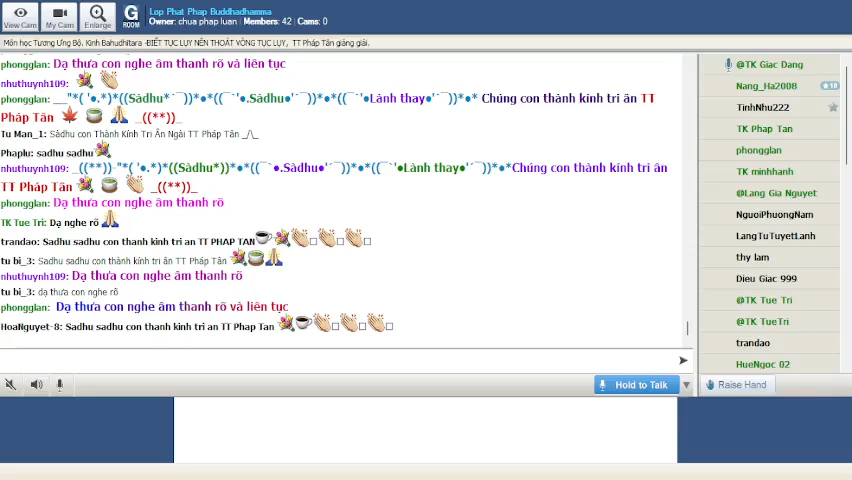 View Cam
My Cam
Enlarge
G
ROOM
Lop Phat Phap Buddhadhamma
Owner: chua phap luan | Members: 42 | Cams: 0
Môn học Tương Ưng Bộ. Kinh Bahudhitara -BIẾT TỤC LỤY NÊN THOÁT VÒNG TỤC LỤY, TT Pháp Tân giảng giải.
phongglan: Dạ thưa con nghe âm thanh rõ và liên tục
nhuthuynh109:
phongglan: __"*( '●.*)*((Sàdhu*¨¯))*●*((¯`'●.Sàdhu●'´¯))*●*((¯`'●Lành thay●'´¯))*●* Chúng con thành kính tri ân TT
Pháp Tân _((**))_
Tu Man_1: Sàdhu con Thành Kính Tri Ân Ngài TT Pháp Tân _/\_
Phaplu: sadhu sadhu
nhuthuynh109: _((**))-"*( '●.*)*((Sàdhu*))*●*((¯`●.Sàdhu●'´¯))*●*((¯`'●Lành thay●'´¯))*●*Chúng con thành kính tri ân
TT Pháp Tân _((**))_
phongglan: Dạ thưa con nghe âm thanh rõ
TK Tue Tri: Dạ nghe rõ
trandao: Sadhu sadhu con thanh kinh tri an TT PHAP TAN
tu bi_3: Sadhu sadhu con thành kính tri ân TT Pháp Tân
nhuthuynh109: Dạ thưa con nghe âm thanh rõ
tu bi_3: dạ thưa con nghe rõ
phongglan: Dạ thưa con nghe âm thanh rõ và liên tục
HoaNguyet-8: Sadhu sadhu con thanh kinh tri an TT Phap Tan
Hold to Talk
@TK Giac Dang
Nang_Ha2008
TinhNhu222
TK Phap Tan
phongglan
TK minhhanh
@Lang Gia Nguyet
NguoiPhuongNam
LangTuTuyetLanh
thy lam
Dieu Giac 999
@TK Tue Tri
@TK TueTri
trandao
HueNgoc 02
Raise Hand